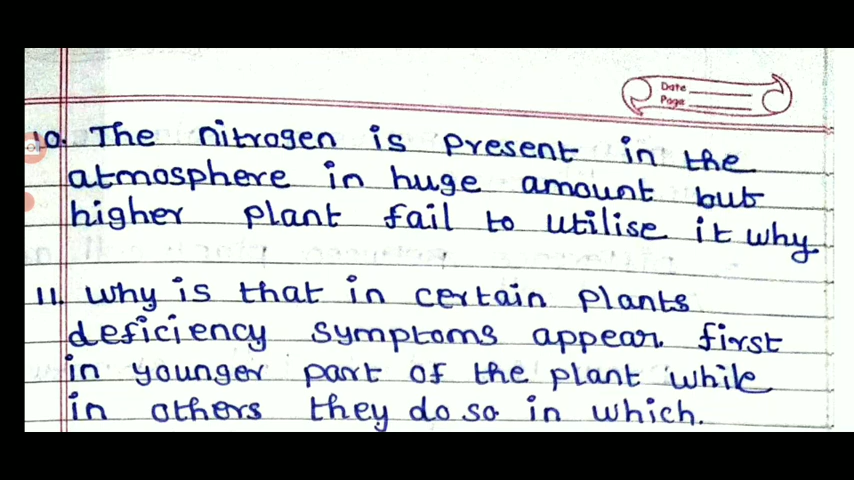 Date
Page
10. The nitrogen is present in the
atmosphere in huge amount but
higher plant fail to utilise it why
11. Why is that in certain plants
deficiency symptoms appear first
in younger part of the plant while
in others they do so in which.